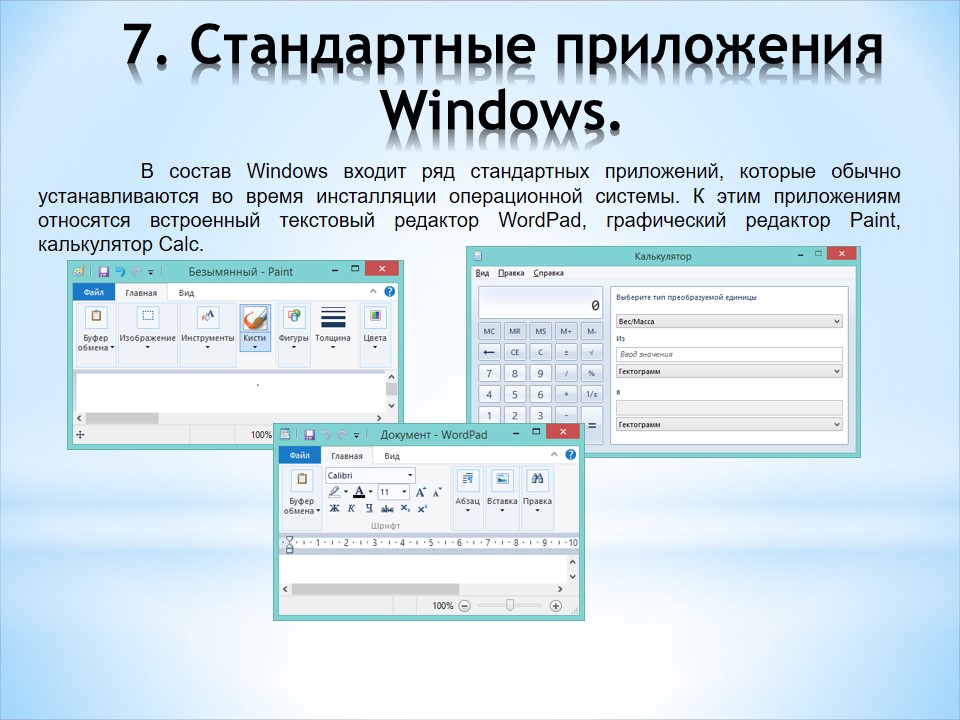 7. Стандартные приложения
Windows.
В состав Windows входит ряд стандартных приложений, которые обычно
устанавливаются во время инсталляции операционной системы. К этим приложениям
относятся встроенный текстовый редактор WordPad, графический редактор Paint,
калькулятор Calc.
Безымянный - Paint
Файл Главная Вид
Буфер обмена Изображение Инструменты Кисти Фигуры Толщина Цвета
100%
Калькулятор
Вид Правка Справка
0
MC MR MS M+ M-
← CE C ± √
7 8 9 / %
4 5 6 * 1/x
1 2 3 - =
Выберите тип преобразуемой единицы
Вес/Масса
Из
Ввод значения
Гектограмм
в
Гектограмм
Документ - WordPad
Файл Главная Вид
Буфер обмена
Calibri
11
Ж К Ч abc X₂ X²
Шрифт
Абзац Вставка Правка
1 2 3 4 5 6 7 8 9 10
100%